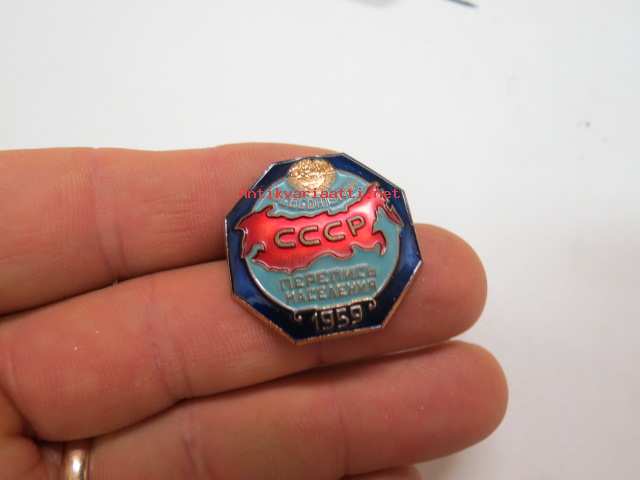 Antikvariaatti.net
СССР
ПЕРЕПИСЬ
НАСЕЛЕНИЯ
1959